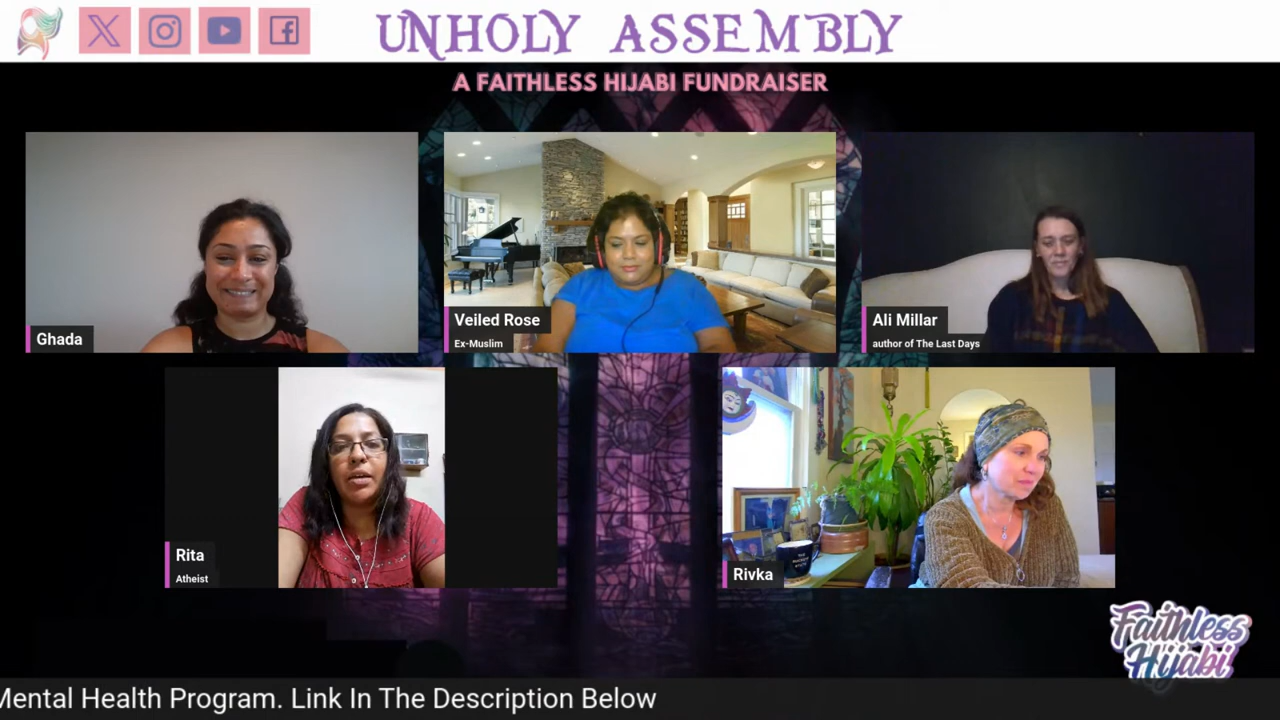 UNHOLY ASSEMBLY
A FAITHLESS HIJABI FUNDRAISER
Ghada
Veiled Rose
Ex-Muslim
Ali Millar
author of The Last Days
Rita
Atheist
Rivka
Faithless
Hijabi
Mental Health Program. Link In The Description Below